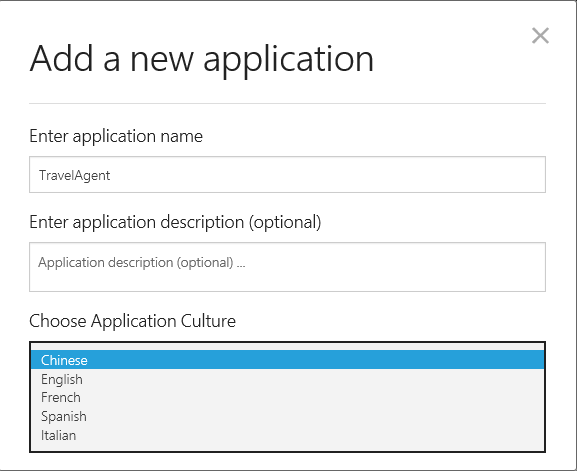 Add a new application
Enter application name
TravelAgent
Enter application description (optional)
Application description (optional) ...
Choose Application Culture
Chinese
English
French
Spanish
Italian